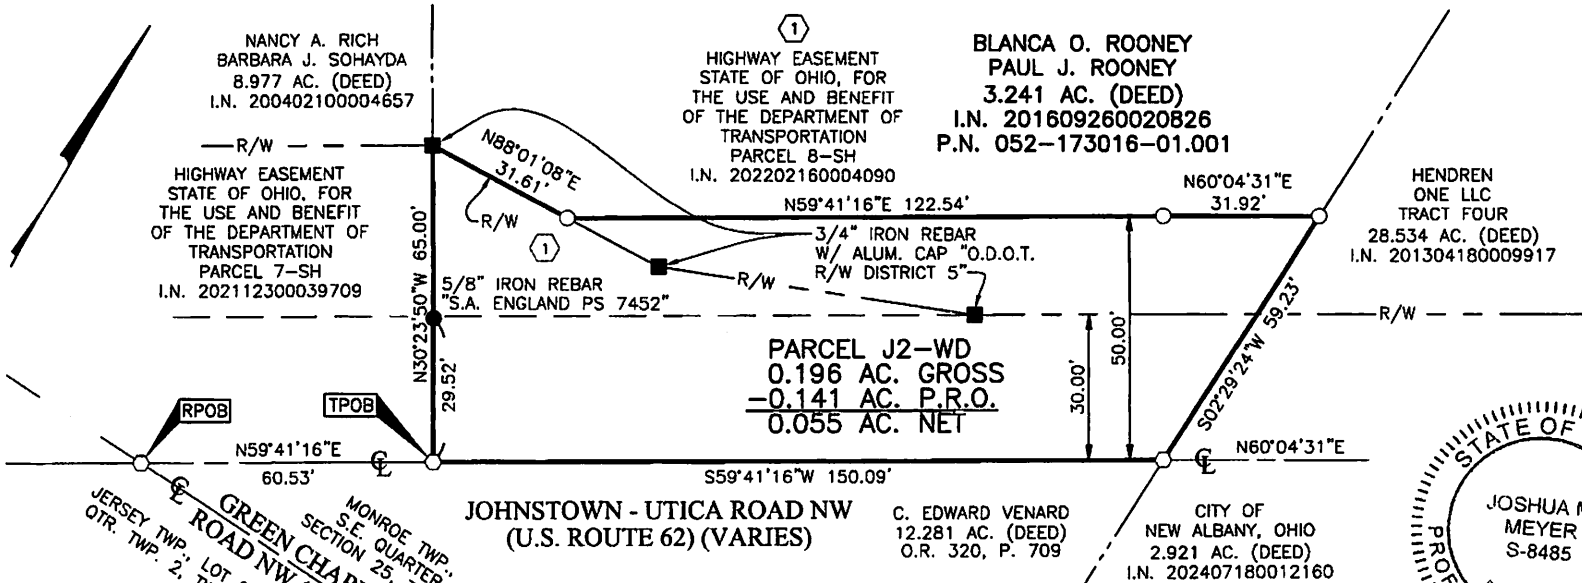 NANCY A. RICH
BARBARA J. SOHAYDA
8.977 AC. (DEED)
I.N. 200402100004657
R/W
HIGHWAY EASEMENT
STATE OF OHIO, FOR
THE USE AND BENEFIT
OF THE DEPARTMENT OF
TRANSPORTATION
PARCEL 7-SH
I.N. 202112300039709
1
HIGHWAY EASEMENT
STATE OF OHIO, FOR
THE USE AND BENEFIT
OF THE DEPARTMENT OF
TRANSPORTATION
PARCEL 8-SH
I.N. 202202160004090
BLANCA O. ROONEY
PAUL J. ROONEY
3.241 AC. (DEED)
I.N. 201609260020826
P.N. 052-173016-01.001
HENDREN
ONE LLC
TRACT FOUR
28.534 AC. (DEED)
I.N. 201304180009917
N88°01'08"E
31.61'
R/W
1
N59°41'16"E 122.54'
N60°04'31"E
31.92'
3/4" IRON REBAR
W/ ALUM. CAP "O.D.O.T.
R/W DISTRICT 5"
R/W
N30°23'50"W 65.00'
29.52'
5/8" IRON REBAR
"S.A. ENGLAND PS 7452"
R/W
PARCEL J2-WD
0.196 AC. GROSS
-0.141 AC. P.R.O.
0.055 AC. NET
30.00'
50.00'
S02°29'24"W 59.23'
RPOB
TPOB
N59°41'16"E
60.53'
CL
S59°41'16"W 150.09'
CL
N60°04'31"E
JOHNSTOWN - UTICA ROAD NW
(U.S. ROUTE 62) (VARIES)
C. EDWARD VENARD
12.281 AC. (DEED)
O.R. 320, P. 709
CITY OF
NEW ALBANY, OHIO
2.921 AC. (DEED)
I.N. 202407180012160
MONROE TWP.,
S.E. QUARTER
SECTION 25,
CL
GREEN
ROAD NW
JERSEY TWP., LOT
QTR. TWP. 2,
STATE OF
JOSHUA
MEYER
S-8485